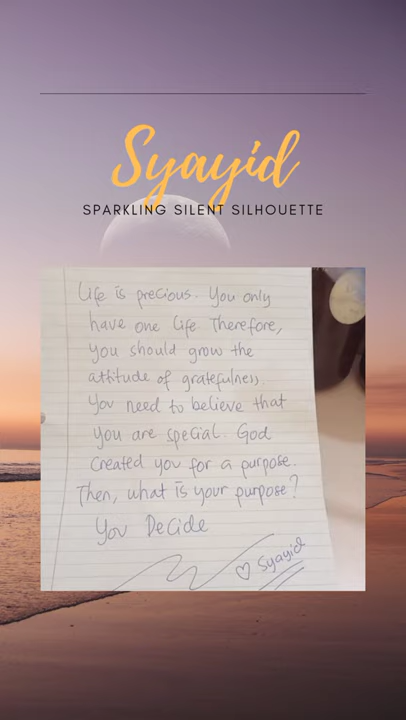 Syayid
SPARKLING SILENT SILHOUETTE
Life is precious. You only
have one life Therefore,
you should grow the
attitude of gratefulness.
You need to believe that
you are special. God
created you for a purpose.
Then, what is your purpose?
You Decide
♡ Syayid